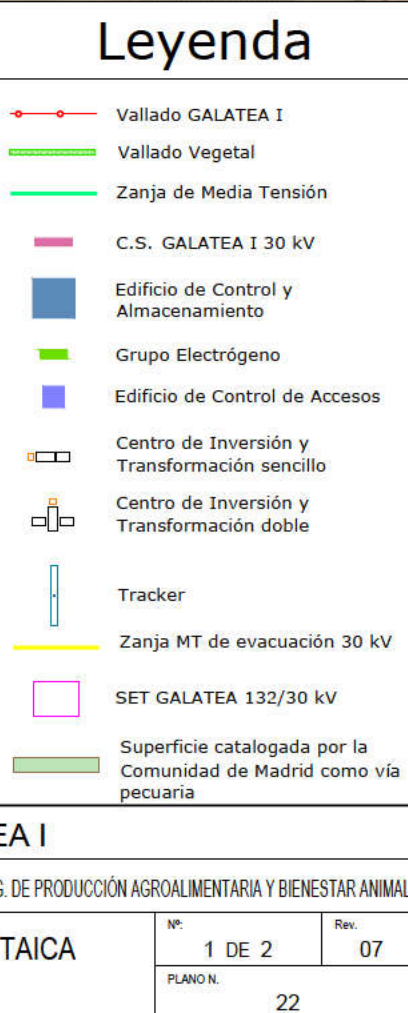 Leyenda
Vallado GALATEA I
Vallado Vegetal
Zanja de Media Tensión
C.S. GALATEA I 30 kV
Edificio de Control y
Almacenamiento
Grupo Electrógeno
Edificio de Control de Accesos
Centro de Inversión y
Transformación sencillo
Centro de Inversión y
Transformación doble
Tracker
Zanja MT de evacuación 30 kV
SET GALATEA 132/30 kV
Superficie catalogada por la
Comunidad de Madrid como vía
pecuaria
EA I
G. DE PRODUCCIÓN AGROALIMENTARIA Y BIENESTAR ANIMAL
TAICA
Nº:
1 DE 2
Rev.
07
PLANO N.
22